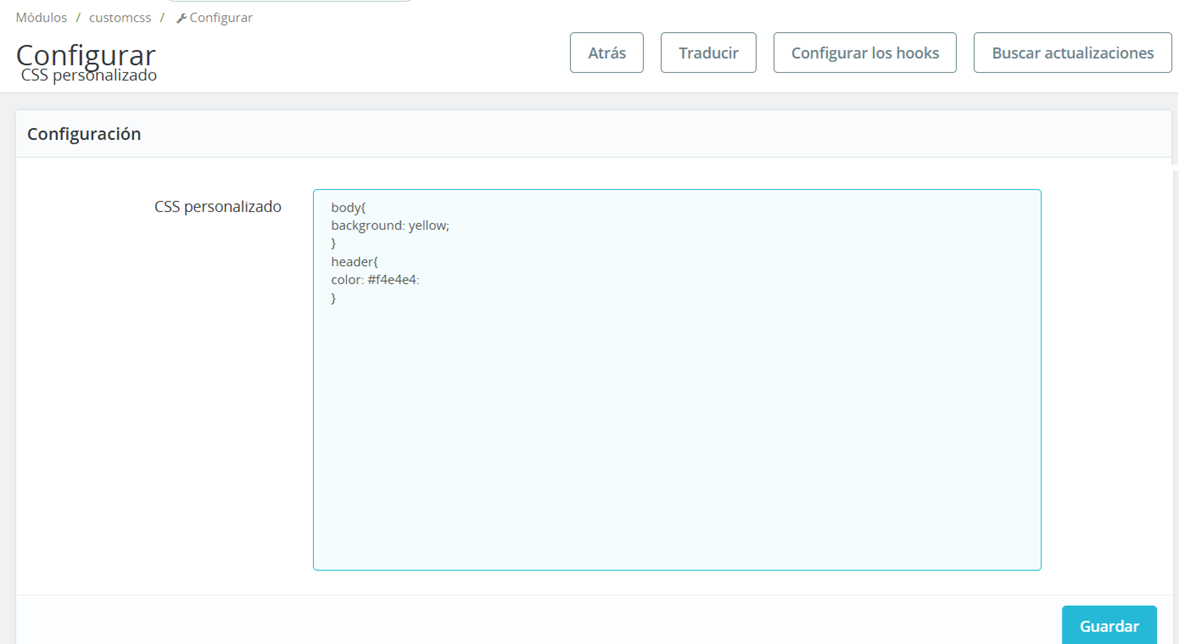 Módulos / customcss / Configurar
Configurar
CSS personalizado
Atrás
Traducir
Configurar los hooks
Buscar actualizaciones
Configuración
CSS personalizado
body{
background: yellow;
}
header{
color: #f4e4e4:
}
Guardar